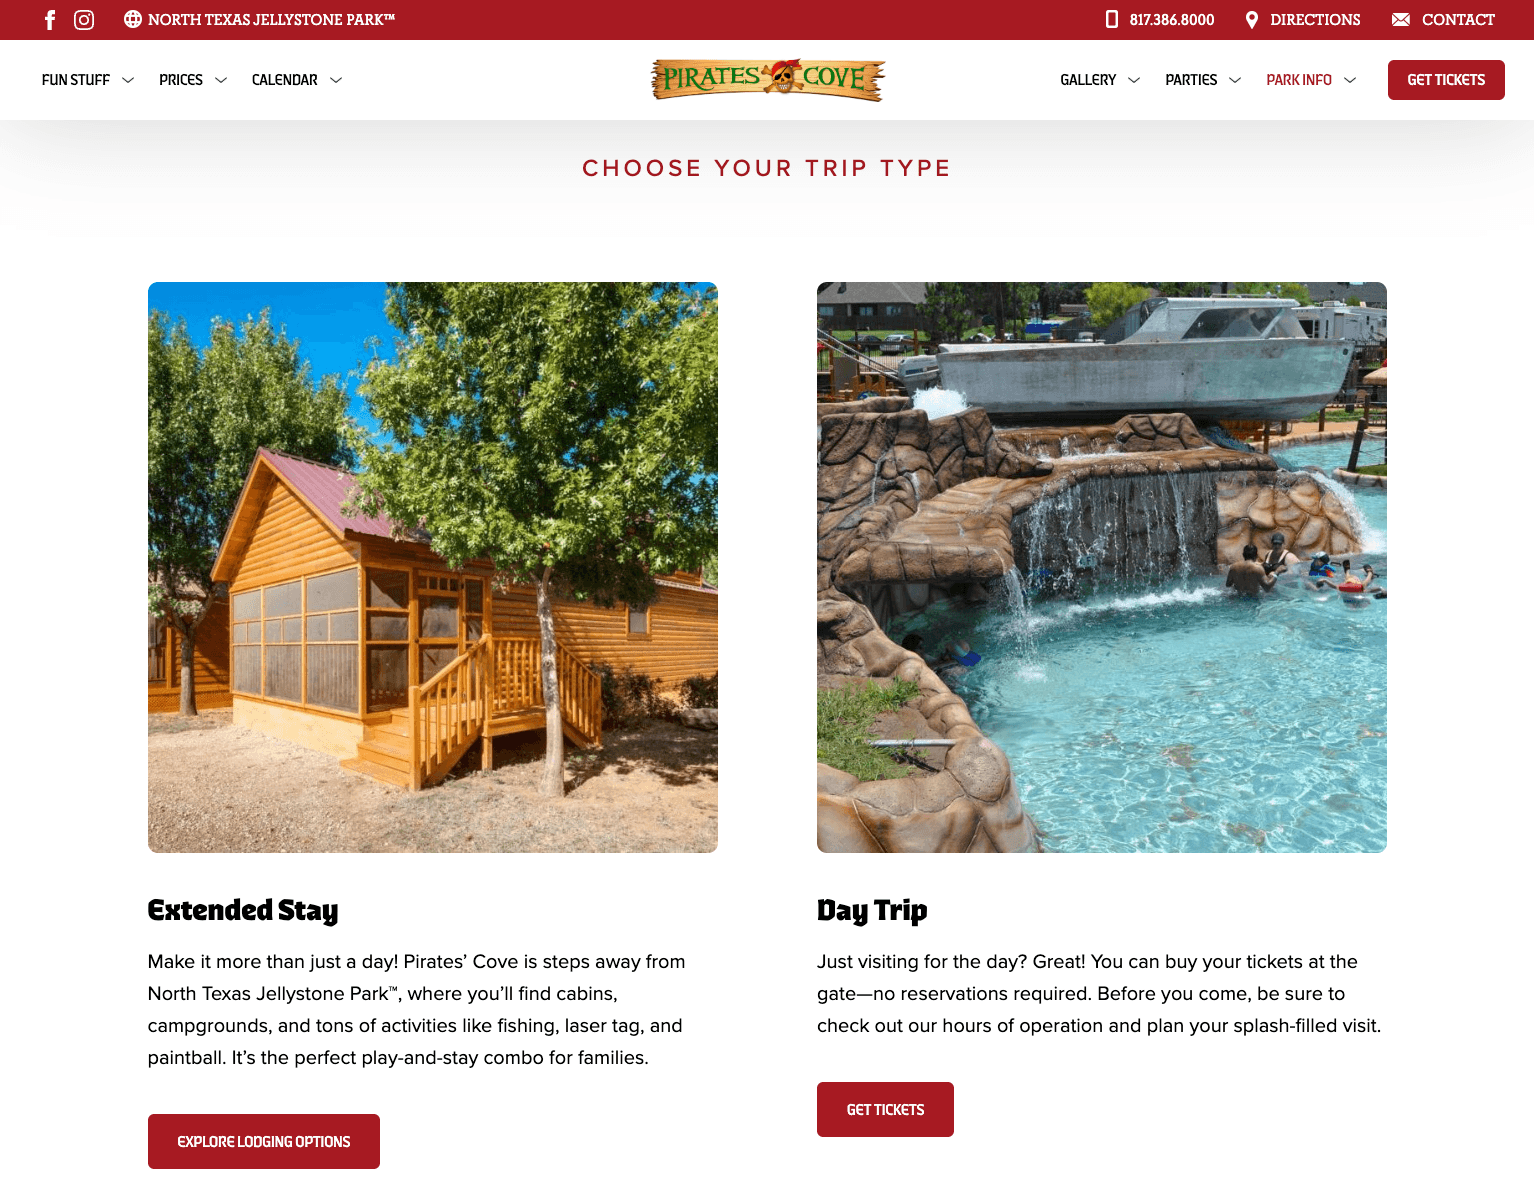 NORTH TEXAS JELLYSTONE PARK™
817.386.8000
DIRECTIONS
CONTACT
FUN STUFF
PRICES
CALENDAR
PIRATES COVE
GALLERY
PARTIES
PARK INFO
GET TICKETS
CHOOSE YOUR TRIP TYPE
Extended Stay
Make it more than just a day! Pirates’ Cove is steps away from
North Texas Jellystone Park™, where you’ll find cabins,
campgrounds, and tons of activities like fishing, laser tag, and
paintball. It’s the perfect play-and-stay combo for families.
EXPLORE LODGING OPTIONS
Day Trip
Just visiting for the day? Great! You can buy your tickets at the
gate—no reservations required. Before you come, be sure to
check out our hours of operation and plan your splash-filled visit.
GET TICKETS